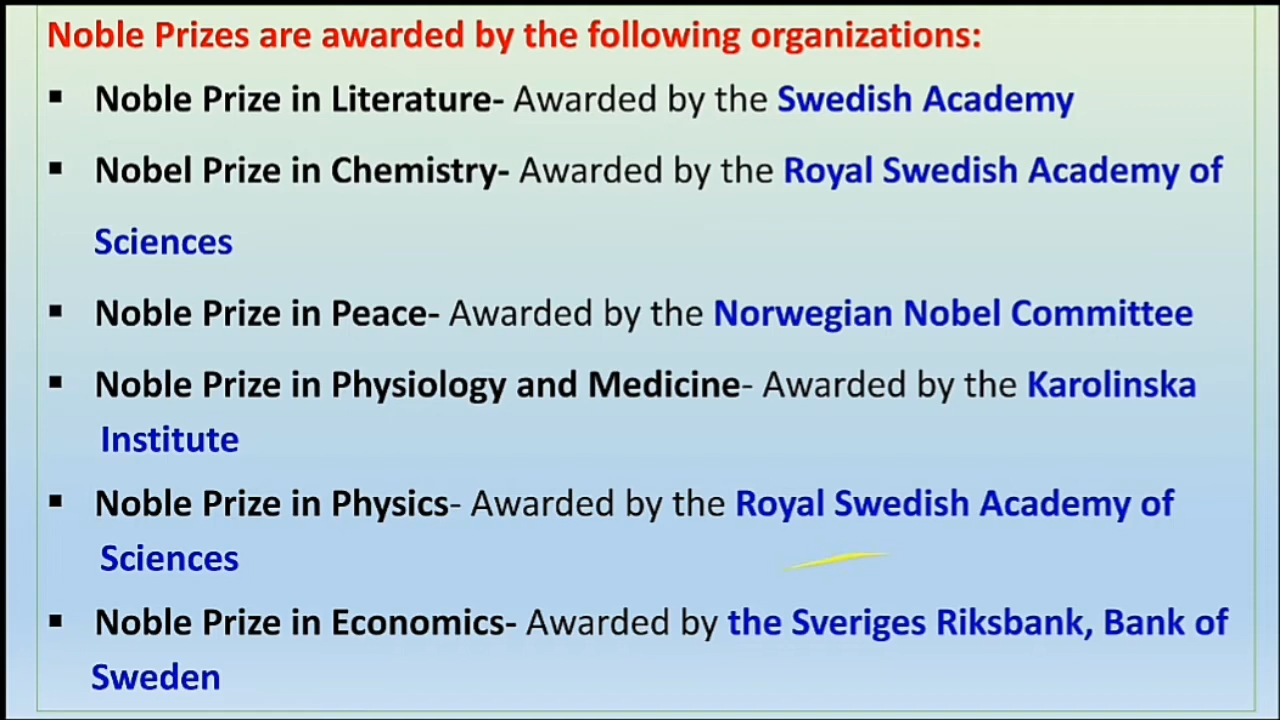 Noble Prizes are awarded by the following organizations:
▪ Noble Prize in Literature- Awarded by the Swedish Academy
▪ Nobel Prize in Chemistry- Awarded by the Royal Swedish Academy of
Sciences
▪ Noble Prize in Peace- Awarded by the Norwegian Nobel Committee
▪ Noble Prize in Physiology and Medicine- Awarded by the Karolinska
Institute
▪ Noble Prize in Physics- Awarded by the Royal Swedish Academy of
Sciences
▪ Noble Prize in Economics- Awarded by the Sveriges Riksbank, Bank of
Sweden